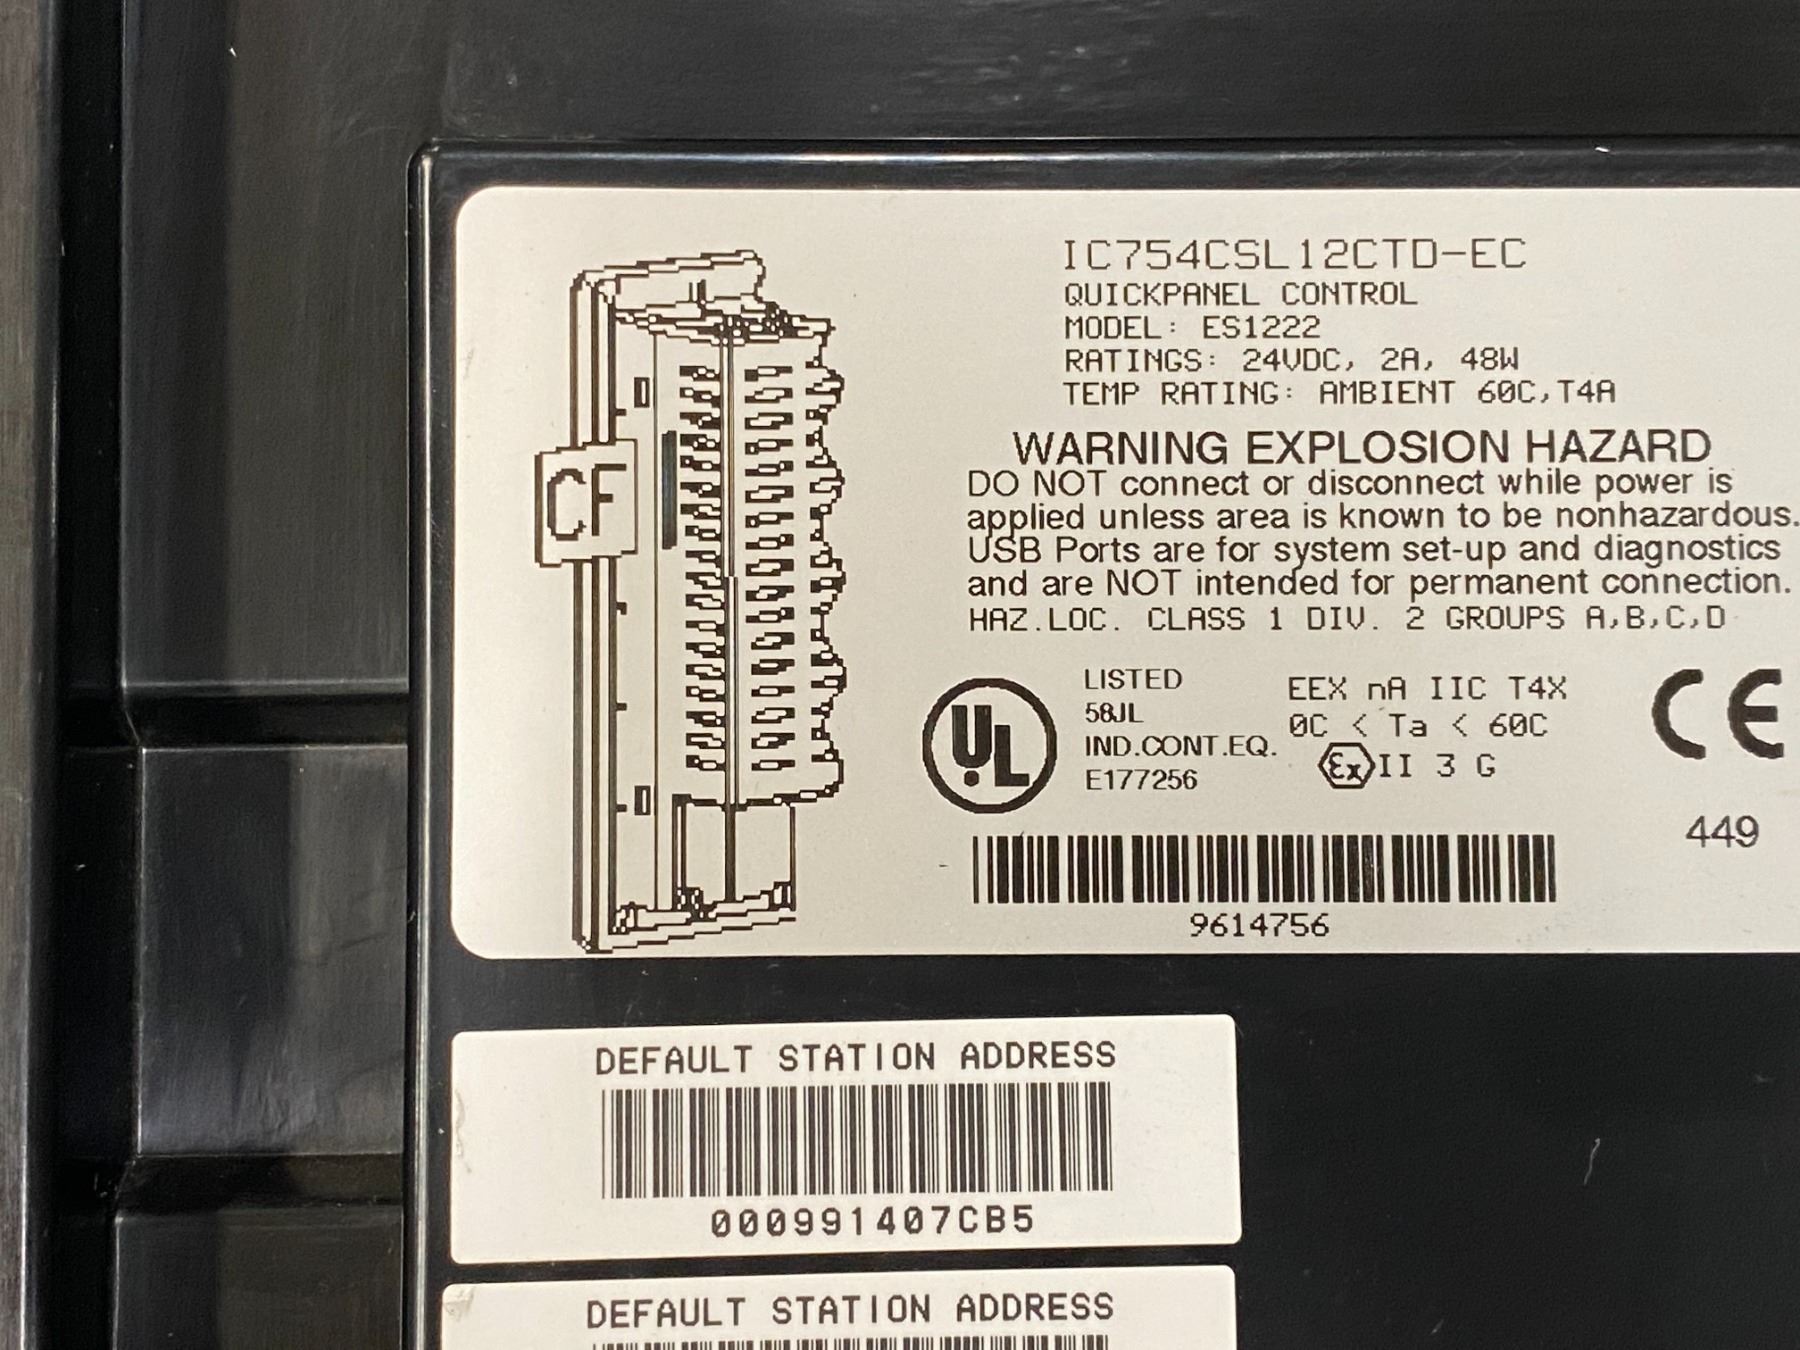 IC754CSL12CTD-EC
QUICKPANEL CONTROL
MODEL: ES1222
RATINGS: 24VDC, 2A, 48W
TEMP RATING: AMBIENT 60C,T4A
CF
WARNING EXPLOSION HAZARD
DO NOT connect or disconnect while power is
applied unless area is known to be nonhazardous.
USB Ports are for system set-up and diagnostics
and are NOT intended for permanent connection.
HAZ.LOC. CLASS 1 DIV. 2 GROUPS A,B,C,D
UL
LISTED
58JL
IND.CONT.EQ.
E177256
EEX nA IIC T4X
0C < Ta < 60C
Ex II 3 G
CE
449
9614756
DEFAULT STATION ADDRESS
000991407CB5
DEFAULT STATION ADDRESS